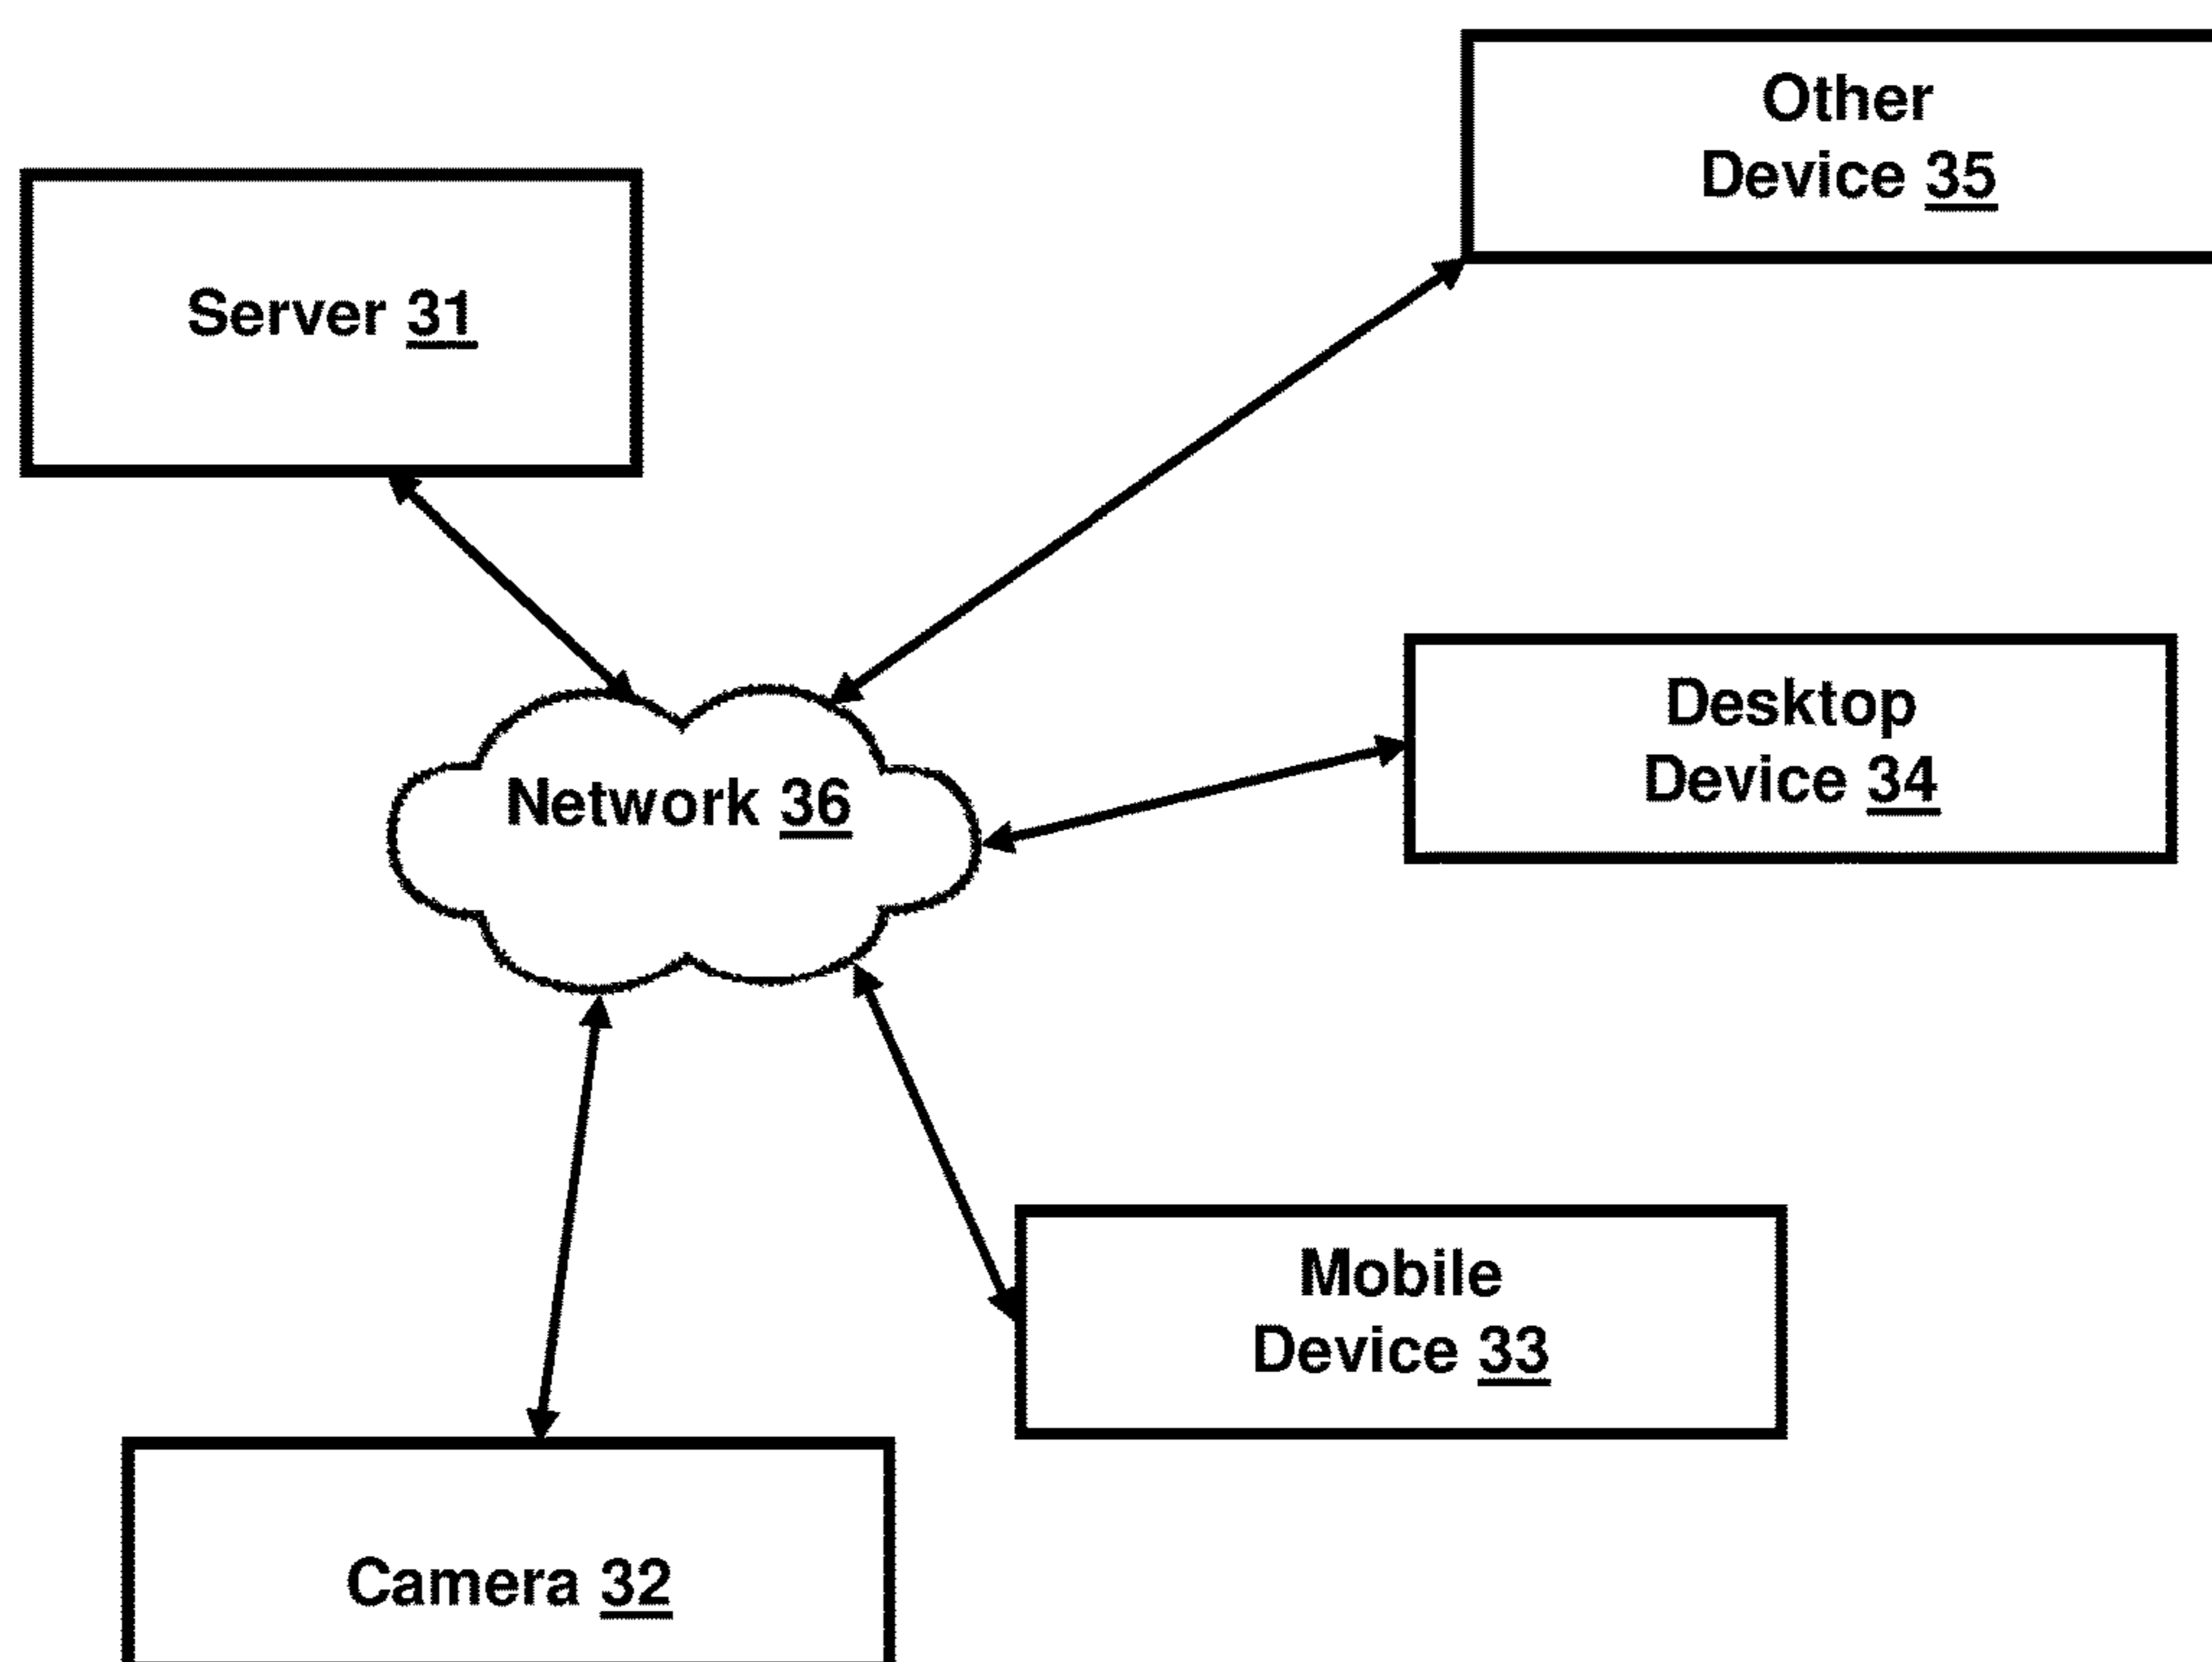 Other
Device 35
Server 31
Desktop
Device 34
Network 36
Mobile
Device 33
Camera 32